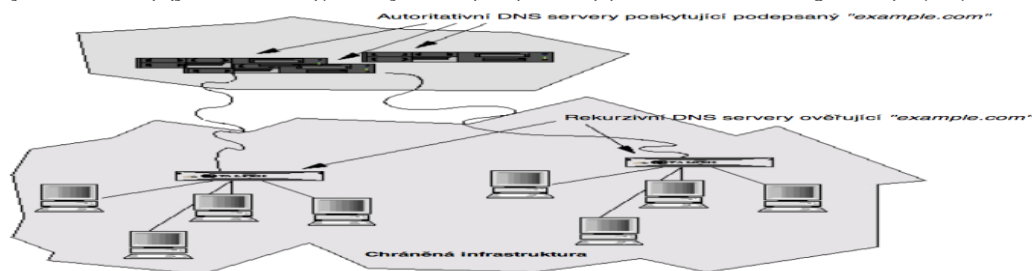 Autoritativní DNS servery poskytující podepsaný "example.com"
Rekurzivní DNS servery ověřující "example.com"
Chráněná infrastruktura